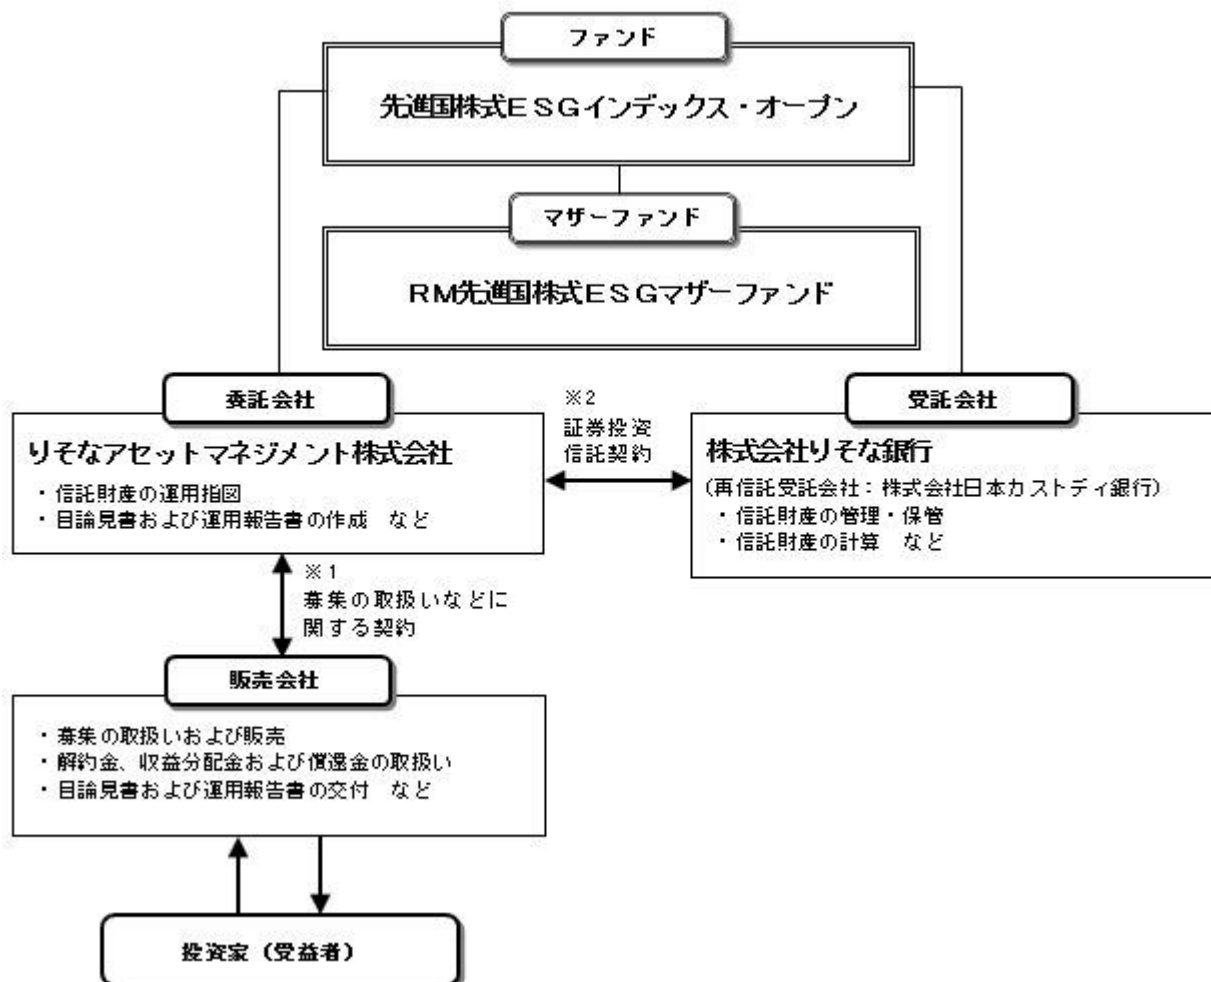 ファンド
先進国株式ESGインデックス・オープン
マザーファンド
RM先進国株式ESGマザーファンド
委託会社
りそなアセットマネジメント株式会社
・信託財産の運用指図
・目論見書および運用報告書の作成　など
※2
証券投資
信託契約
受託会社
株式会社りそな銀行
(再信託受託会社：株式会社日本カストディ銀行)
・信託財産の管理・保管
・信託財産の計算　など
※1
募集の取扱いなどに
関する契約
販売会社
・募集の取扱いおよび販売
・解約金、収益分配金および償還金の取扱い
・目論見書および運用報告書の交付　など
投資家（受益者）